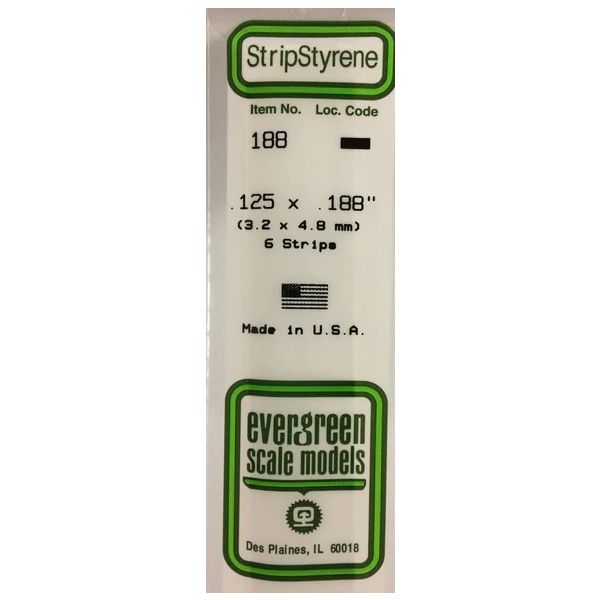 StripStyrene
Item No. Loc. Code
188
.125 x .188"
(3.2 x 4.8 mm)
6 Strips
Made in U.S.A.
evergreen
scale models
Des Plaines, IL 60018